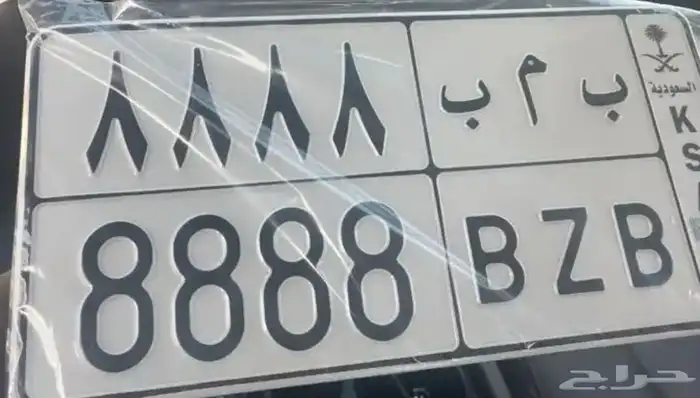 ٨٨٨٨ ب م ب
8888 BZB
السعودية
K
S
حراج